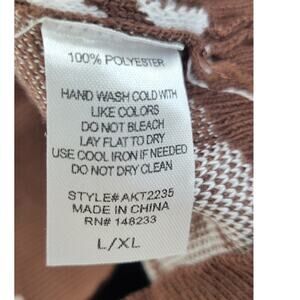 100% POLYESTER
HAND WASH COLD WITH
LIKE COLORS
DO NOT BLEACH
LAY FLAT TO DRY
USE COOL IRON IF NEEDED
DO NOT DRY CLEAN
STYLE# AKT2235
MADE IN CHINA
RN# 148233
L/XL